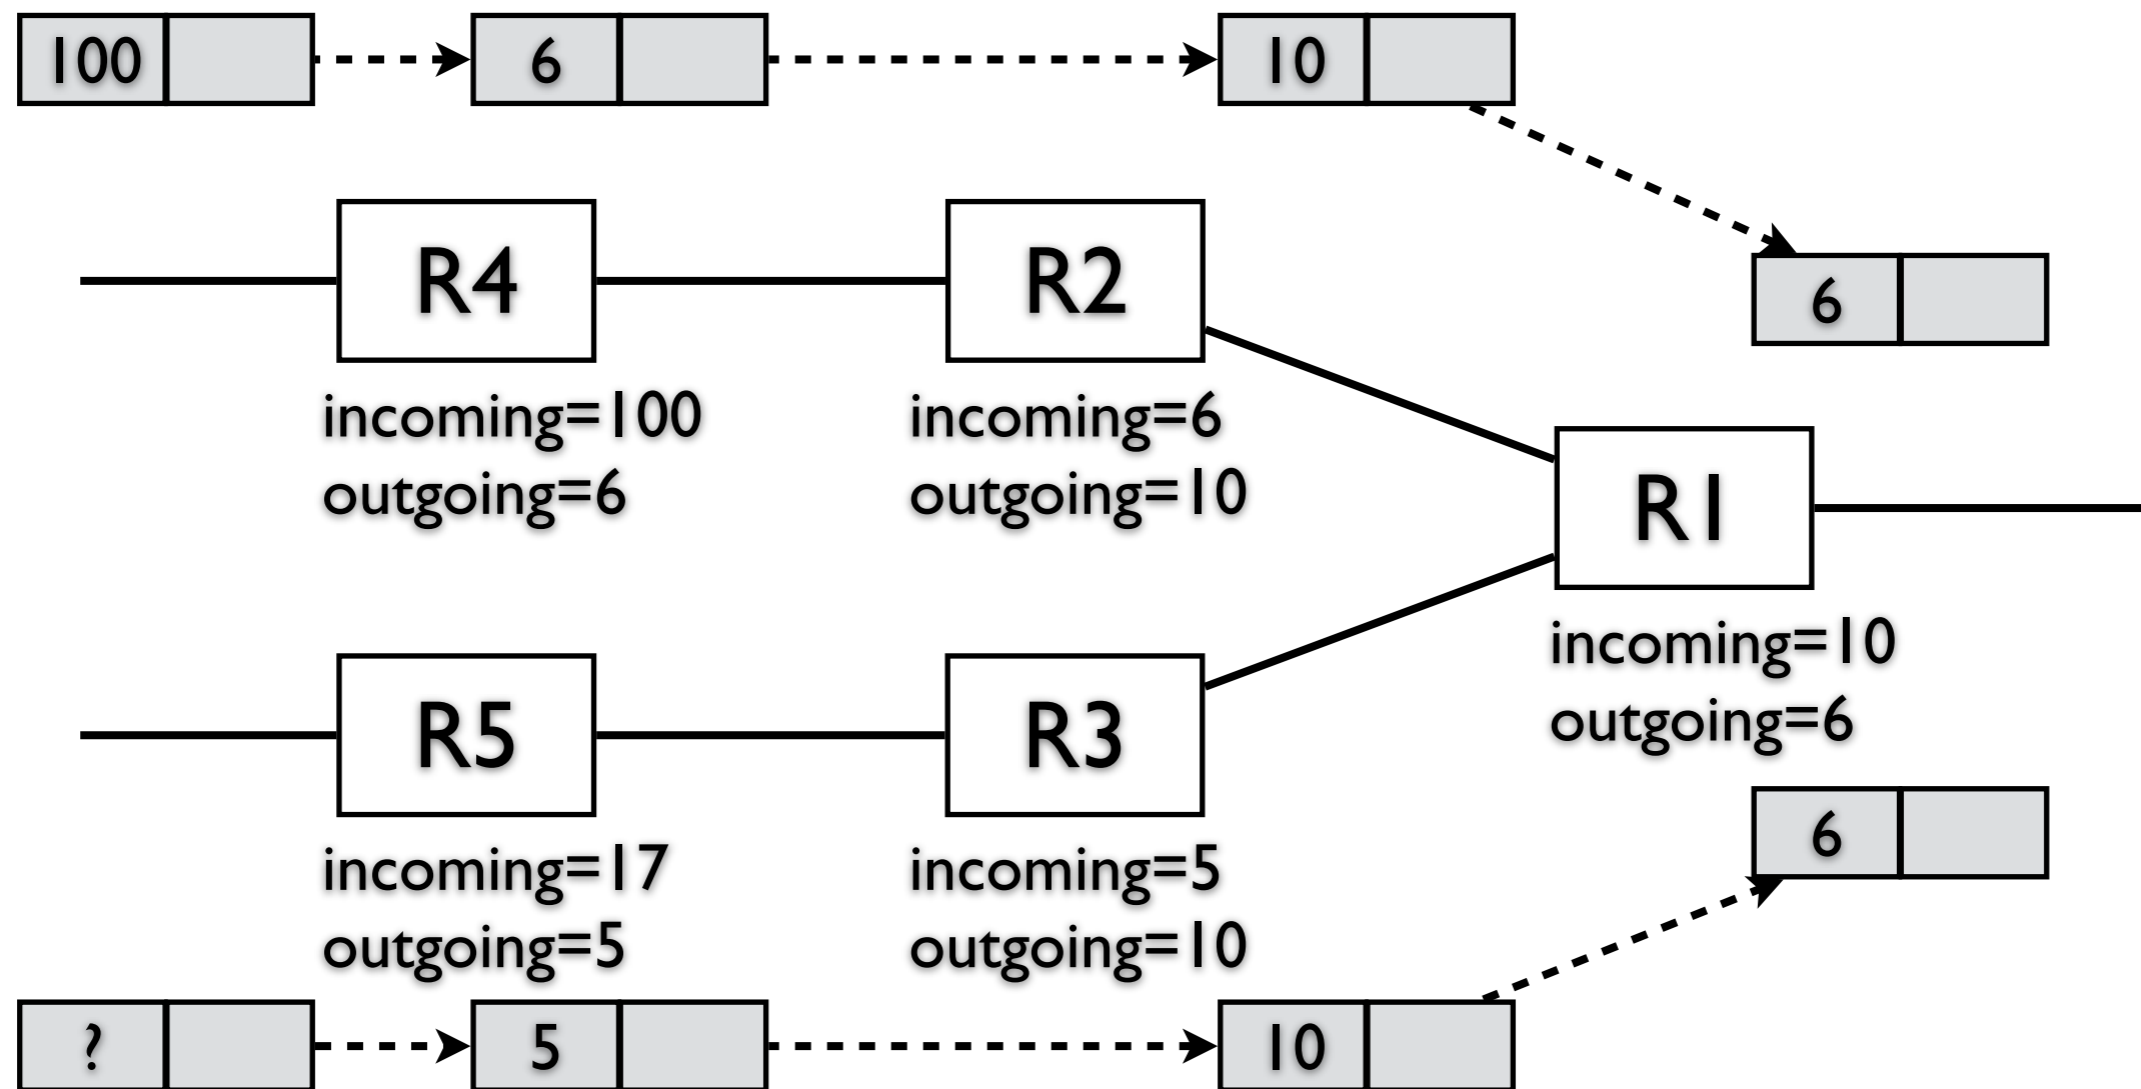 100 6 10
R4 R2
6
incoming=100 incoming=6
outgoing=6 outgoing=10
R1
R5 R3
incoming=10
outgoing=6
6
incoming=17 incoming=5
outgoing=5 outgoing=10
? 5 10